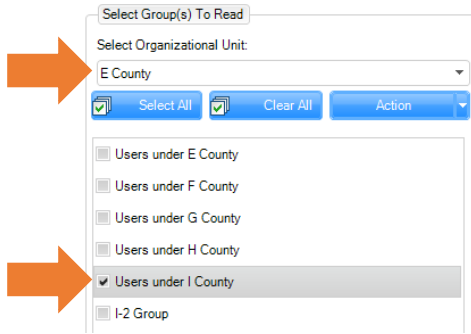 Select Group(s) To Read
Select Organizational Unit:
E County
Select All Clear All Action
Users under E County
Users under F County
Users under G County
Users under H County
Users under I County
I-2 Group